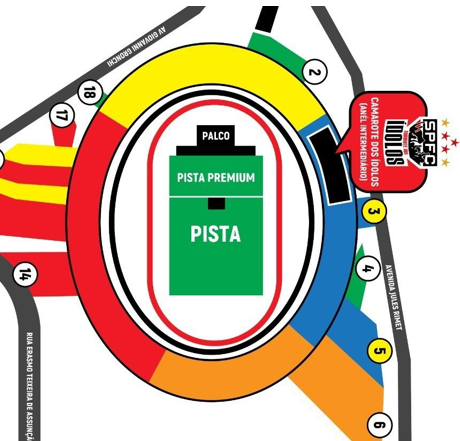 AV GIOVANNI GRONCHI
18
17
2
SPFC
ÍDOLOS
CAMAROTE DOS ÍDOLOS
(ANEL INTERMEDIÁRIO)
PALCO
PISTA PREMIUM
PISTA
3
4
AVENIDA JULES RIMET
14
5
RUA ERASMO TEIXEIRA DE ASSUNÇÃ
6